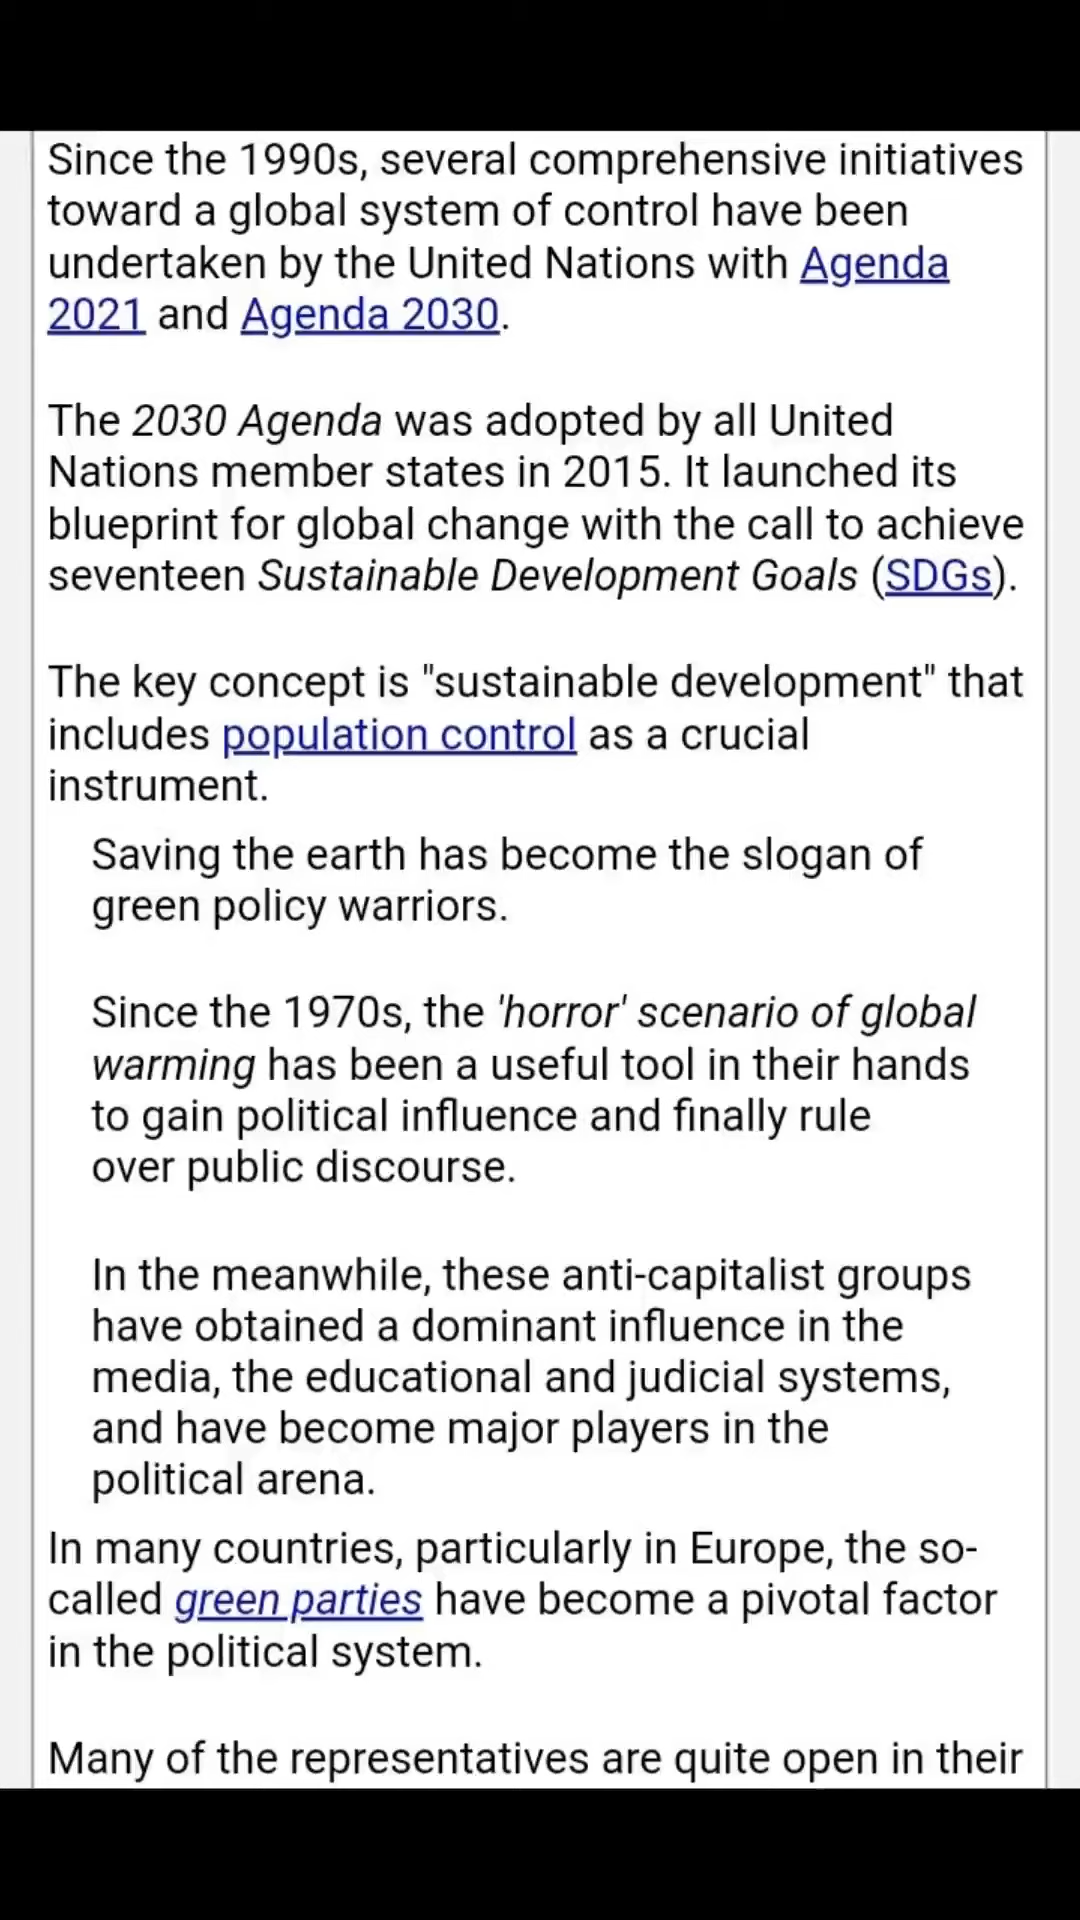 Since the 1990s, several comprehensive initiatives
toward a global system of control have been
undertaken by the United Nations with Agenda
2021 and Agenda 2030.
The 2030 Agenda was adopted by all United
Nations member states in 2015. It launched its
blueprint for global change with the call to achieve
seventeen Sustainable Development Goals (SDGs).
The key concept is "sustainable development" that
includes population control as a crucial
instrument.
Saving the earth has become the slogan of
green policy warriors.
Since the 1970s, the 'horror' scenario of global
warming has been a useful tool in their hands
to gain political influence and finally rule
over public discourse.
In the meanwhile, these anti-capitalist groups
have obtained a dominant influence in the
media, the educational and judicial systems,
and have become major players in the
political arena.
In many countries, particularly in Europe, the so-
called green parties have become a pivotal factor
in the political system.
Many of the representatives are quite open in their